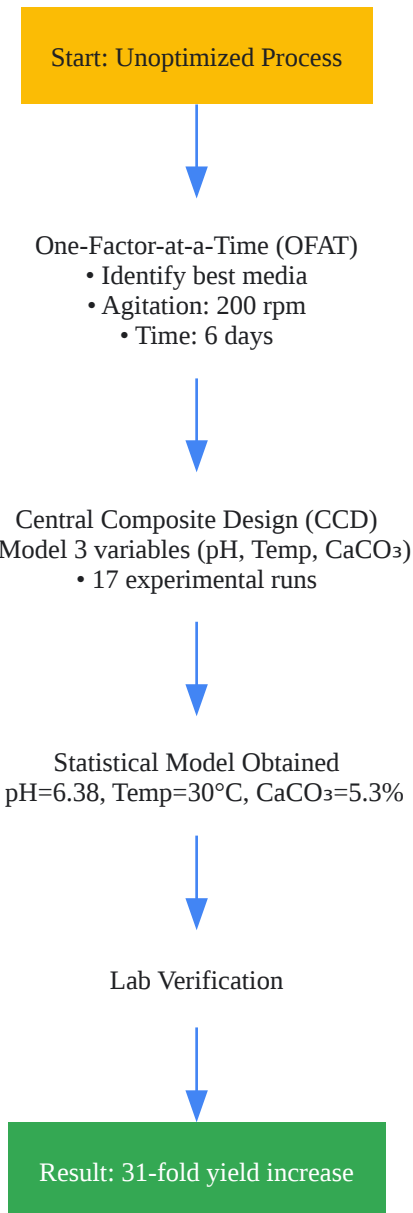 Start: Unoptimized Process
One-Factor-at-a-Time (OFAT)
• Identify best media
• Agitation: 200 rpm
• Time: 6 days
Central Composite Design (CCD)
Model 3 variables (pH, Temp, CaCO₃)
• 17 experimental runs
Statistical Model Obtained
pH=6.38, Temp=30°C, CaCO₃=5.3%
Lab Verification
Result: 31-fold yield increase